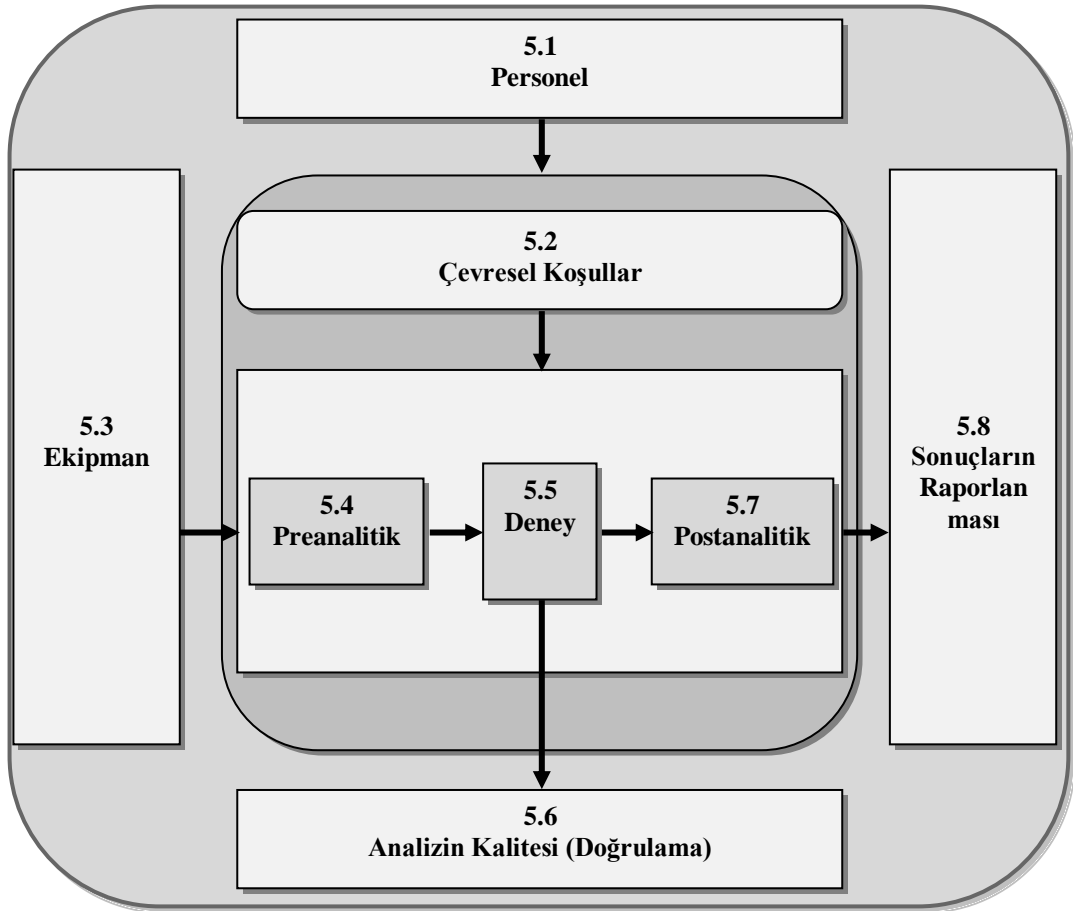 5.1
Personel
5.2
Çevresel Koşullar
5.3
Ekipman
5.4
Preanalitik
5.5
Deney
5.7
Postanalitik
5.8
Sonuçların
Raporlan
ması
5.6
Analizin Kalitesi (Doğrulama)